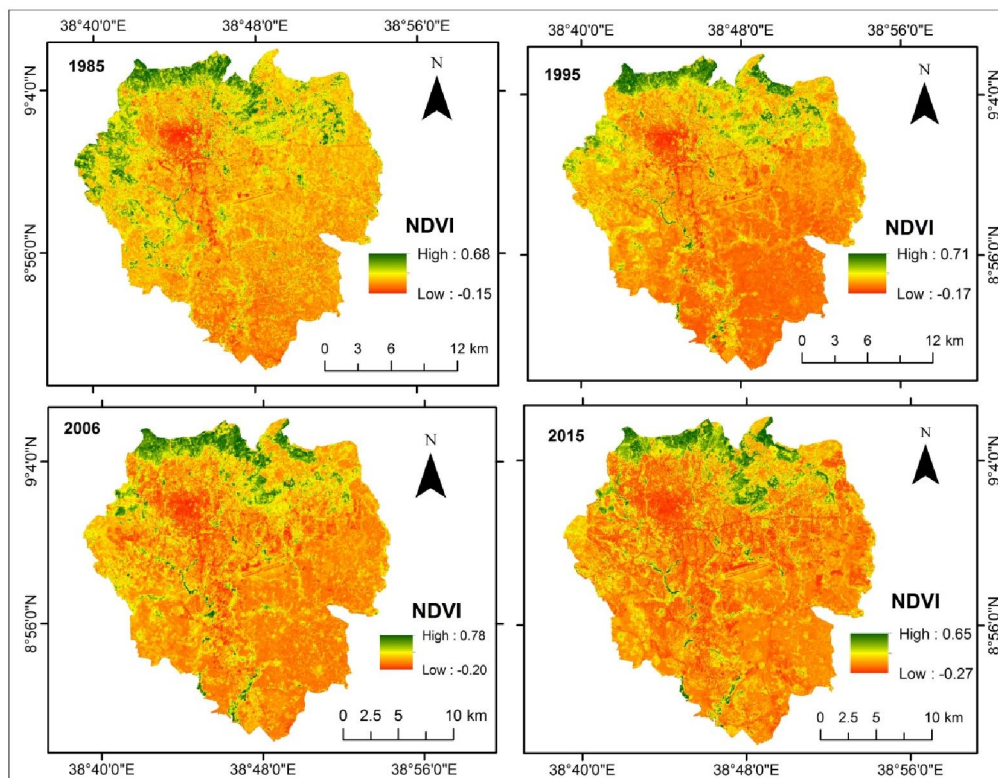 38°40'0"E 38°48'0"E 38°56'0"E
1985
N
9°4'0"N
8°56'0"N
NDVI
High : 0.68
Low : -0.15
0 3 6 12 km
38°40'0"E 38°48'0"E 38°56'0"E
1995
N
9°4'0"N
8°56'0"N
NDVI
High : 0.71
Low : -0.17
0 3 6 12 km
2006
N
9°4'0"N
8°56'0"N
NDVI
High : 0.78
Low : -0.20
0 2.5 5 10 km
38°40'0"E 38°48'0"E 38°56'0"E
2015
N
9°4'0"N
8°56'0"N
NDVI
High : 0.65
Low : -0.27
0 2.5 5 10 km
38°40'0"E 38°48'0"E 38°56'0"E